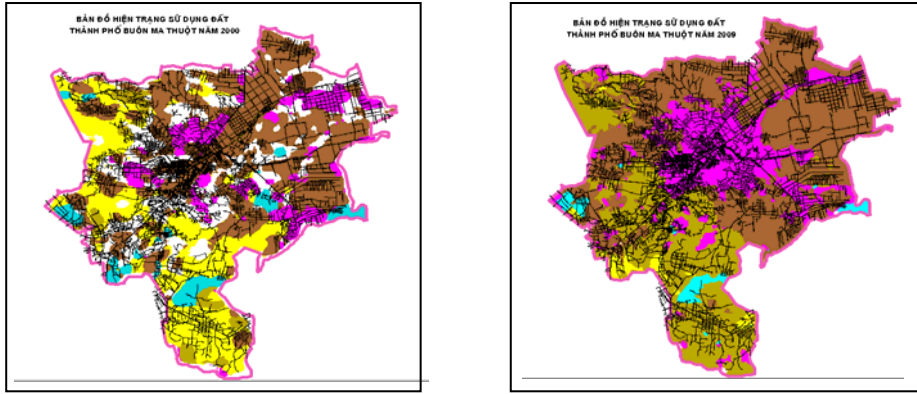 BẢN ĐỒ HIỆN TRẠNG SỬ DỤNG ĐẤT
THÀNH PHỐ BUÔN MA THUỘT NĂM 2000
BẢN ĐỒ HIỆN TRẠNG SỬ DỤNG ĐẤT
THÀNH PHỐ BUÔN MA THUỘT NĂM 2009